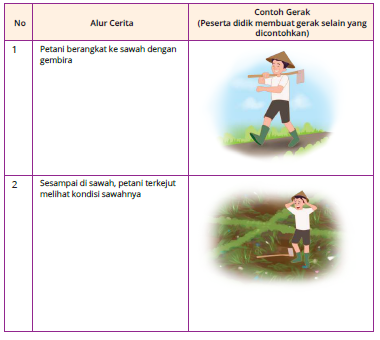 No
Alur Cerita
Contoh Gerak
(Peserta didik membuat gerak selain yang
dicontohkan)
1
Petani berangkat ke sawah dengan
gembira
2
Sesampai di sawah, petani terkejut
melihat kondisi sawahnya